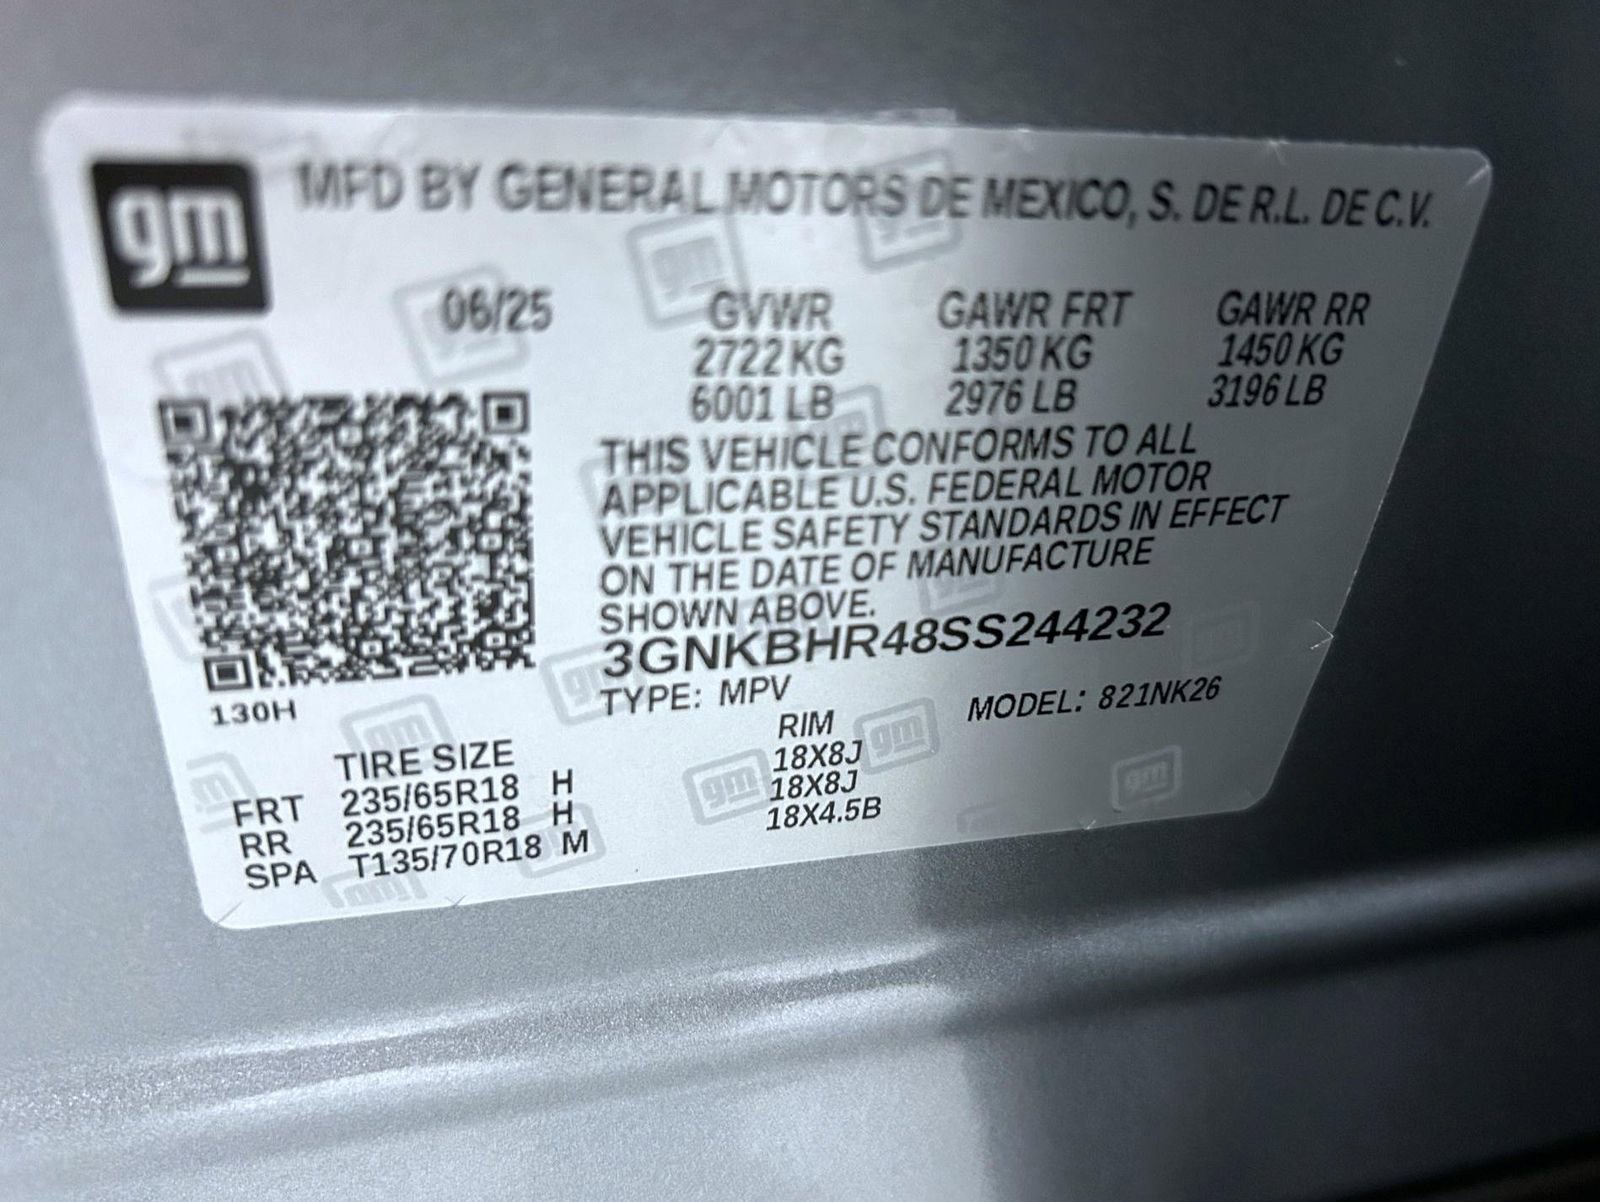 gm
MFD BY GENERAL MOTORS DE MEXICO, S. DE R.L. DE C.V.
06/25 GVWR GAWR FRT GAWR RR
2722 KG 1350 KG 1450 KG
6001 LB 2976 LB 3196 LB
THIS VEHICLE CONFORMS TO ALL
APPLICABLE U.S. FEDERAL MOTOR
VEHICLE SAFETY STANDARDS IN EFFECT
ON THE DATE OF MANUFACTURE
SHOWN ABOVE.
3GNKBHR48SS244232
130H
TYPE: MPV MODEL: 821NK26
TIRE SIZE RIM
FRT 235/65R18 H 18X8J
RR 235/65R18 H 18X8J
SPA T135/70R18 M 18X4.5B